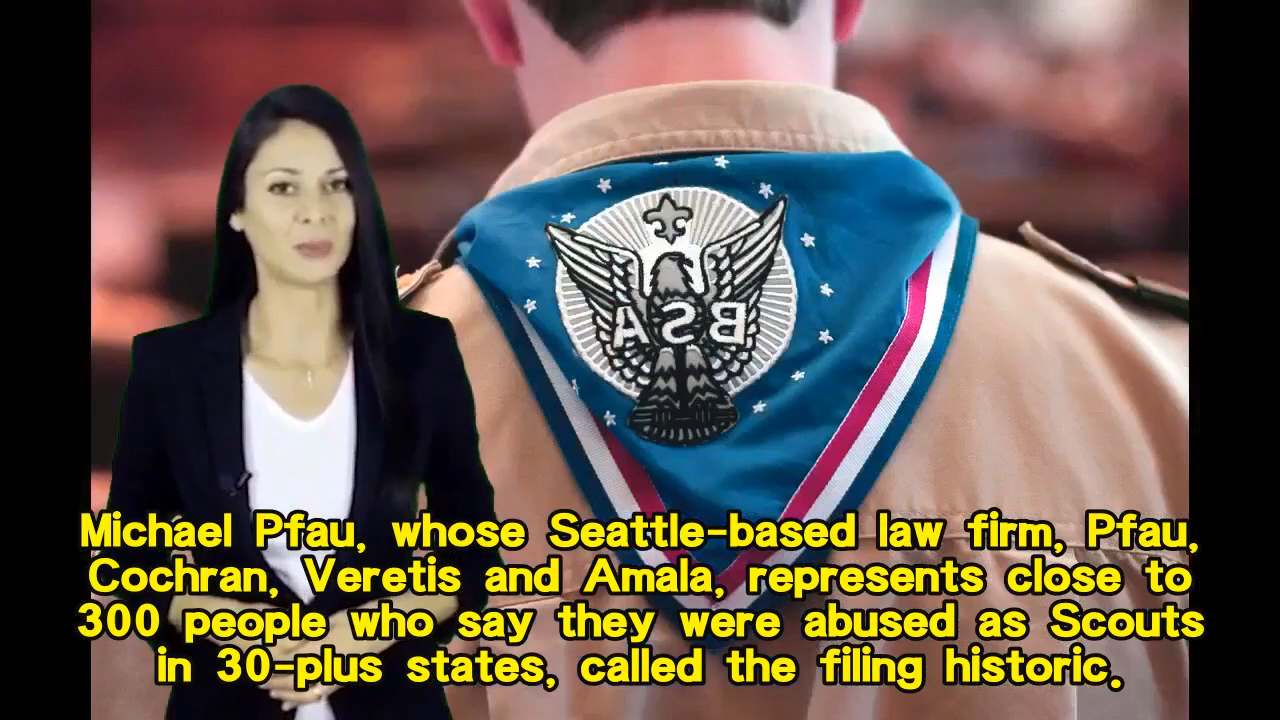 BSA
Michael Pfau, whose Seattle-based law firm, Pfau,
Cochran, Veretis and Amala, represents close to
300 people who say they were abused as Scouts
in 30-plus states, called the filing historic.